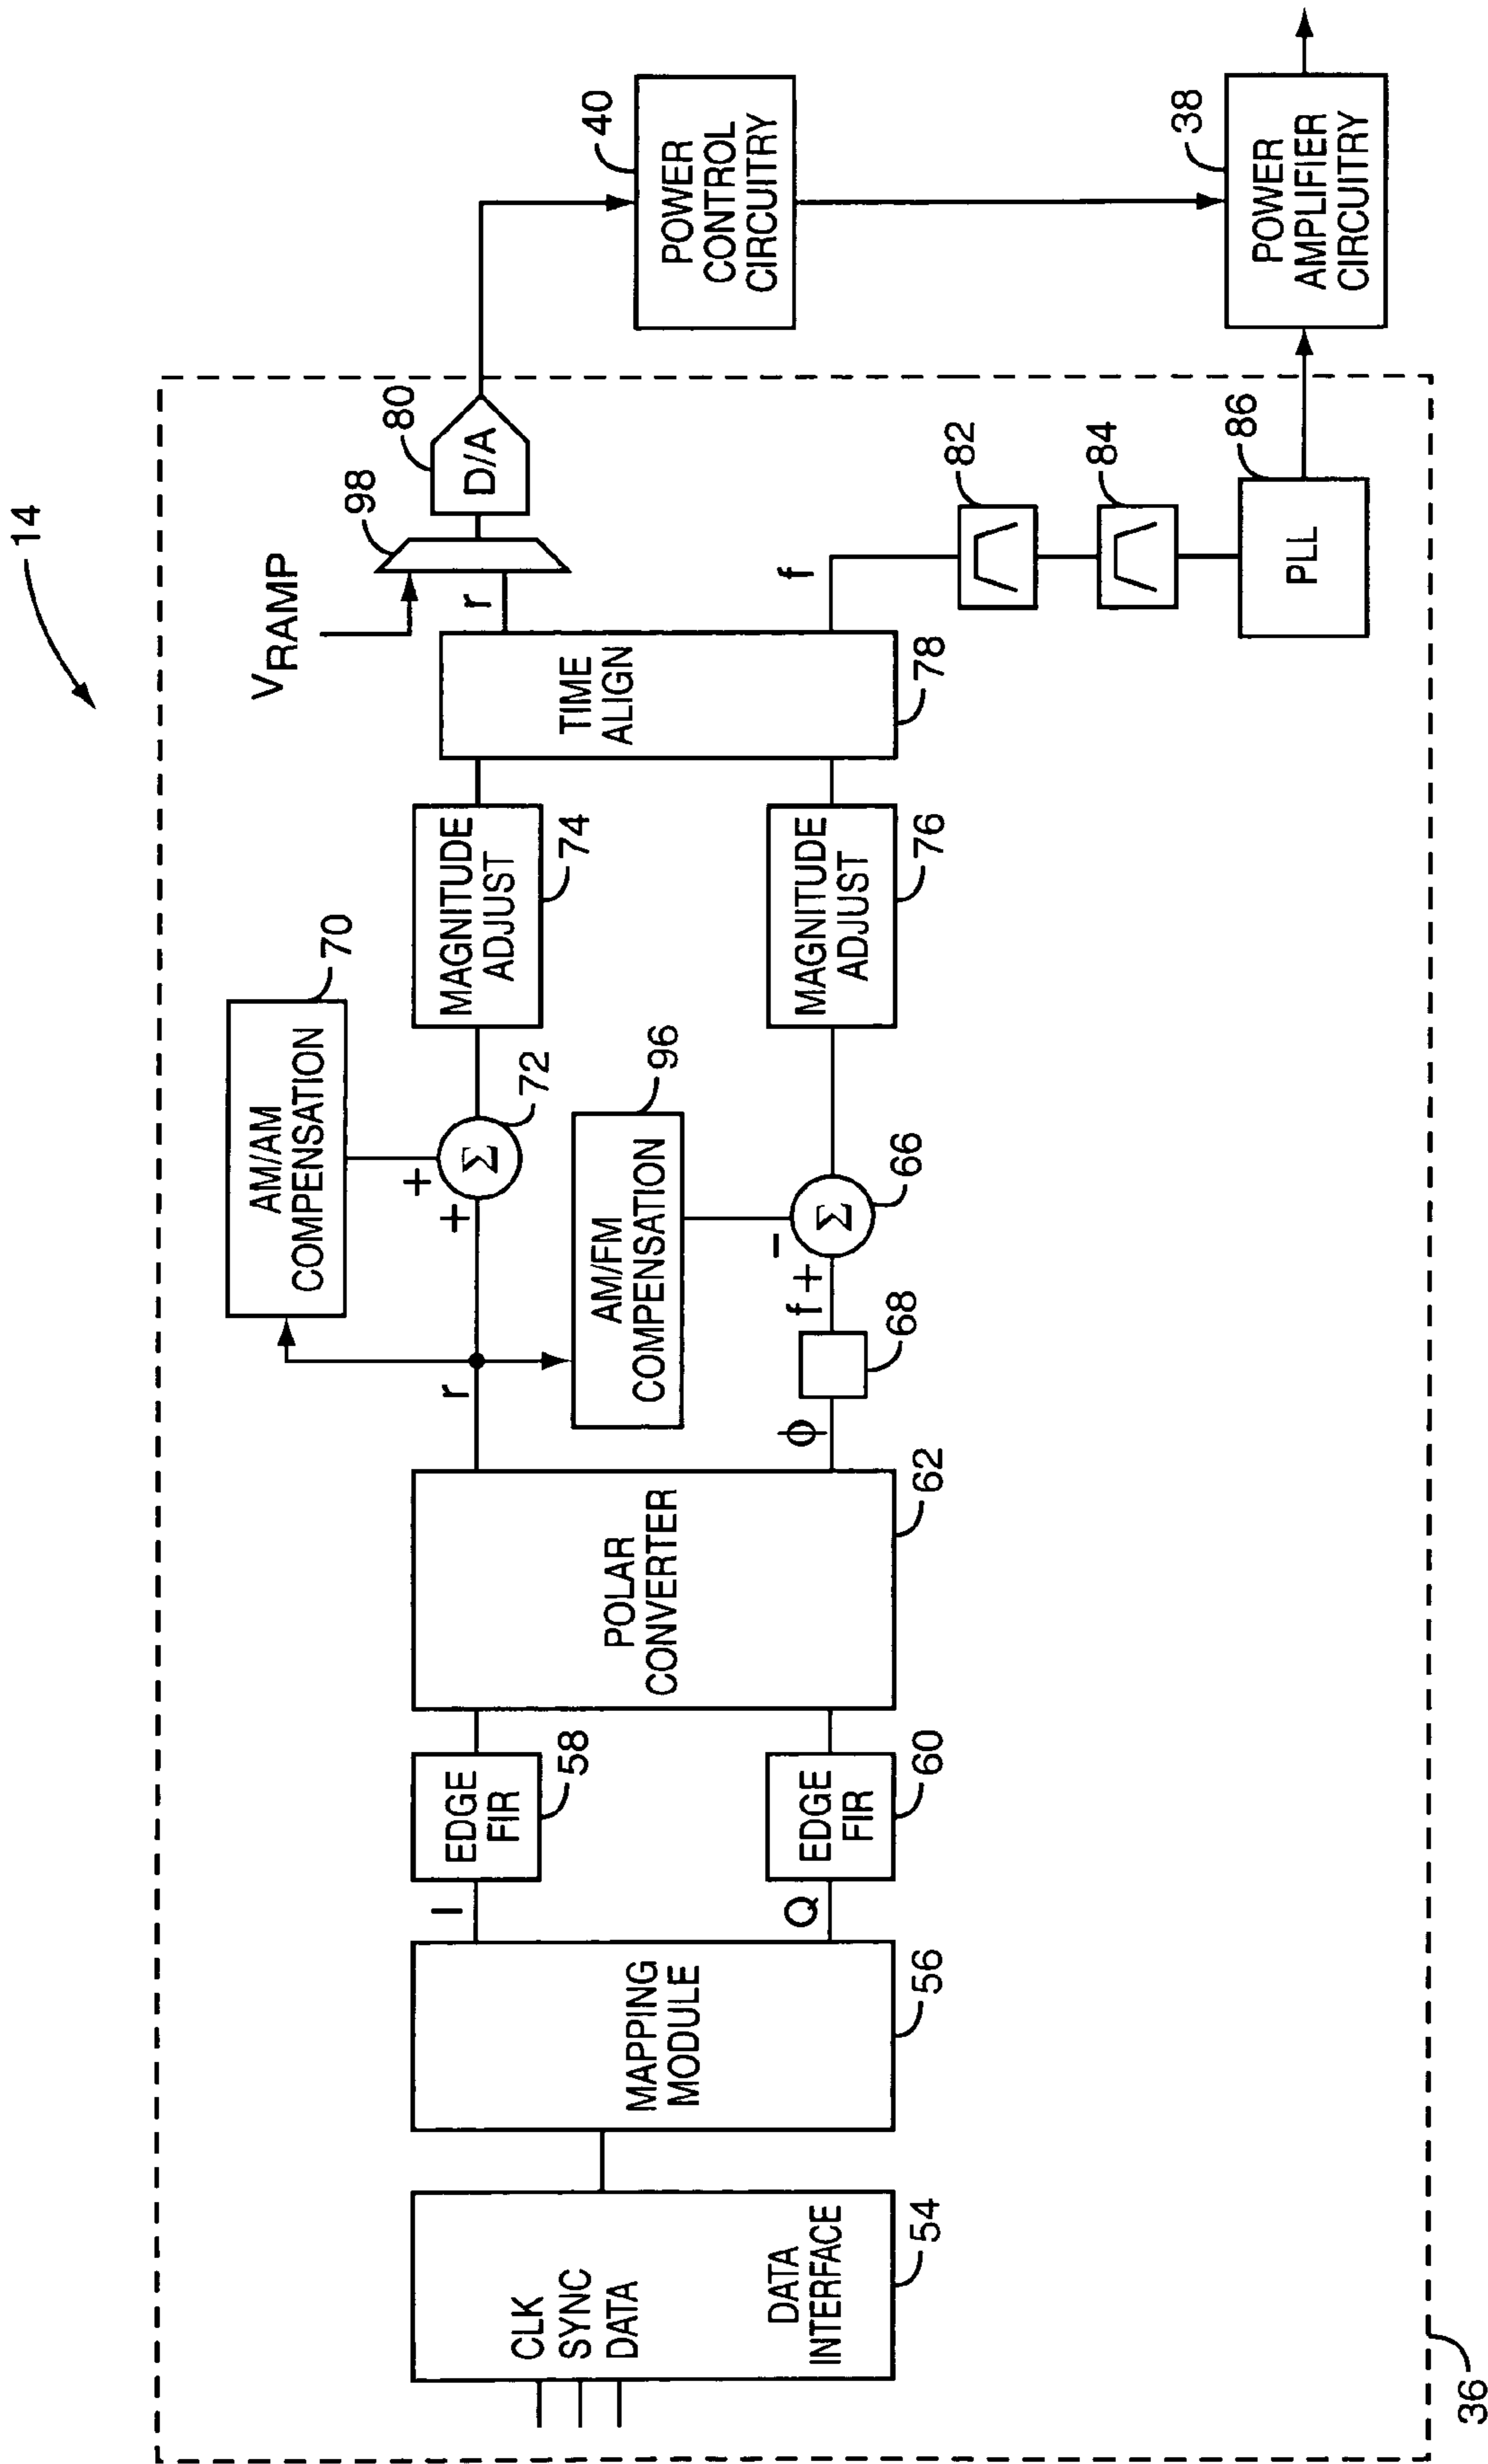 14
VRAMP
98
80
D/A
40
POWER
CONTROL
CIRCUITRY
70
AM/AM
COMPENSATION
r
+
+
Σ
72
MAGNITUDE
ADJUST
74
TIME
ALIGN
78
r
f
AM/FM
COMPENSATION
96
CLK
SYNC
DATA
DATA
INTERFACE
54
MAPPING
MODULE
56
I
Q
EDGE
FIR
58
EDGE
FIR
60
POLAR
CONVERTER
62
ϕ
68
f
+
−
Σ
66
MAGNITUDE
ADJUST
76
82
84
PLL
86
POWER
AMPLIFIER
CIRCUITRY
38
36